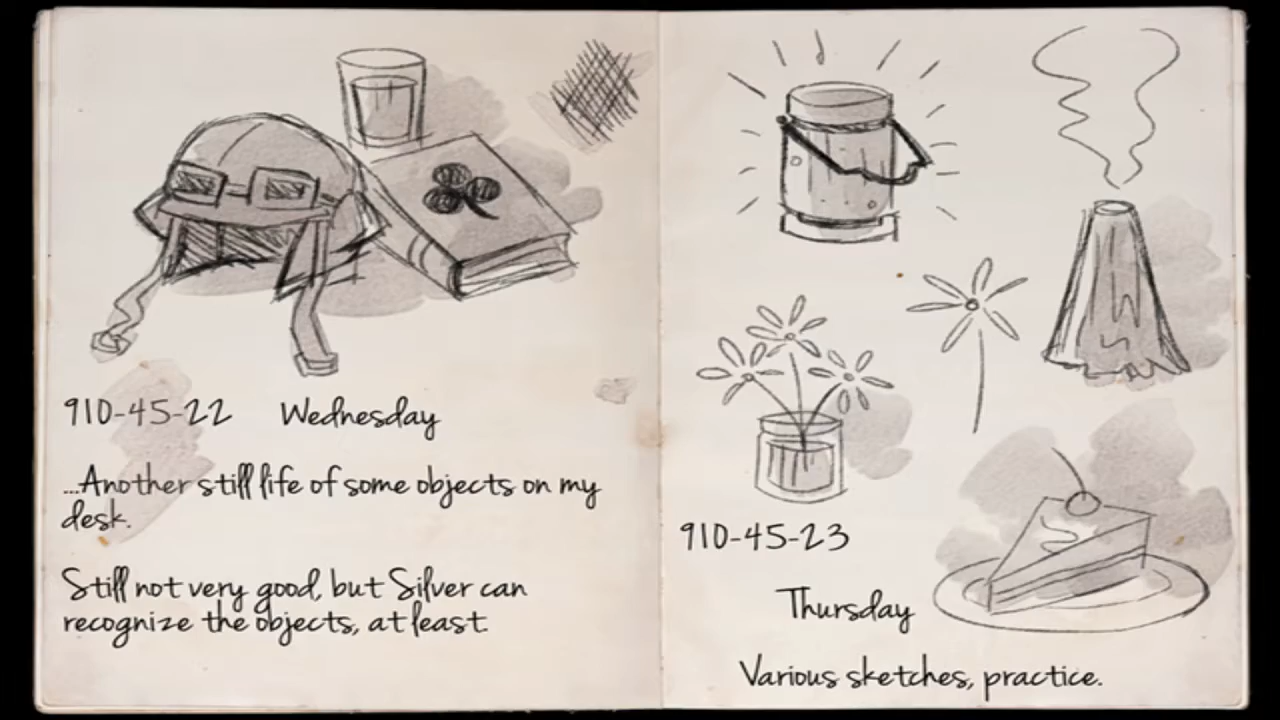 910-45-22 Wednesday
...Another still life of some objects on my
desk.
Still not very good, but Silver can
recognize the objects, at least.
910-45-23
Thursday
Various sketches, practice.